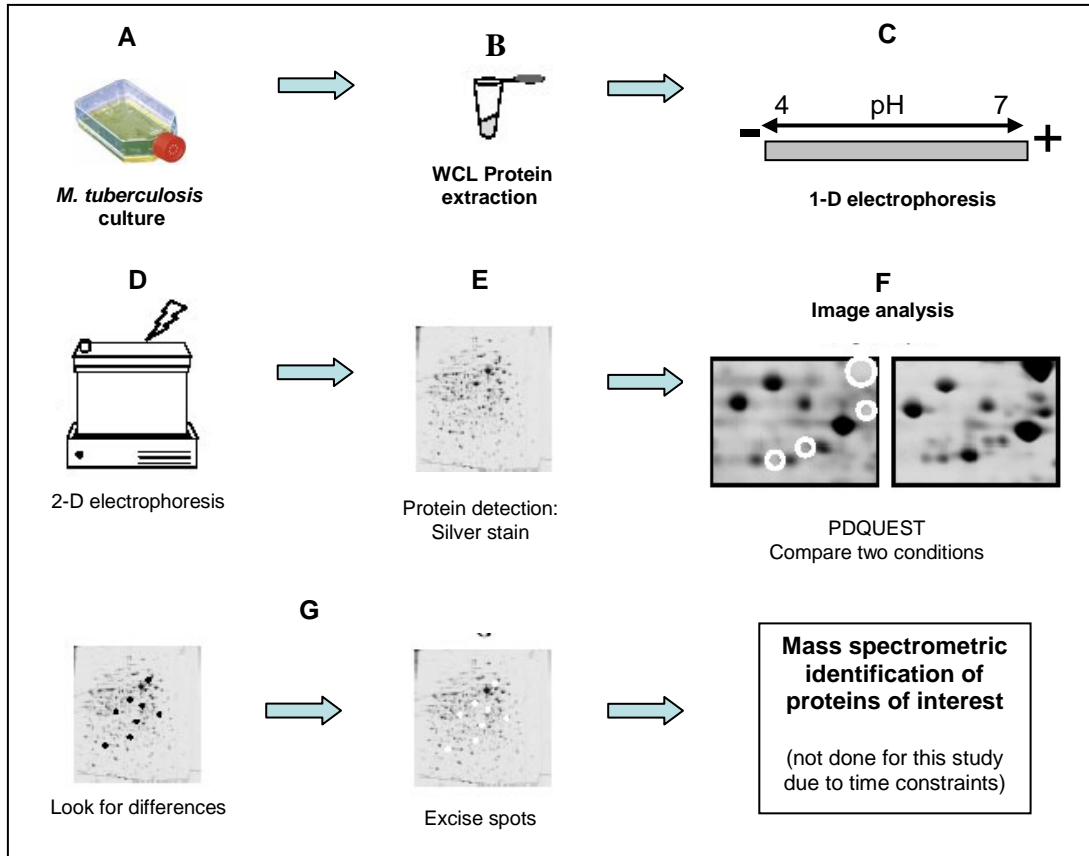 A
B
C
4 pH 7
- +
M. tuberculosis
culture
WCL Protein
extraction
1-D electrophoresis
D
E
F
Image analysis
2-D electrophoresis
Protein detection:
Silver stain
PDQUEST
Compare two conditions
G
Look for differences
Excise spots
Mass spectrometric
identification of
proteins of interest
(not done for this study
due to time constraints)